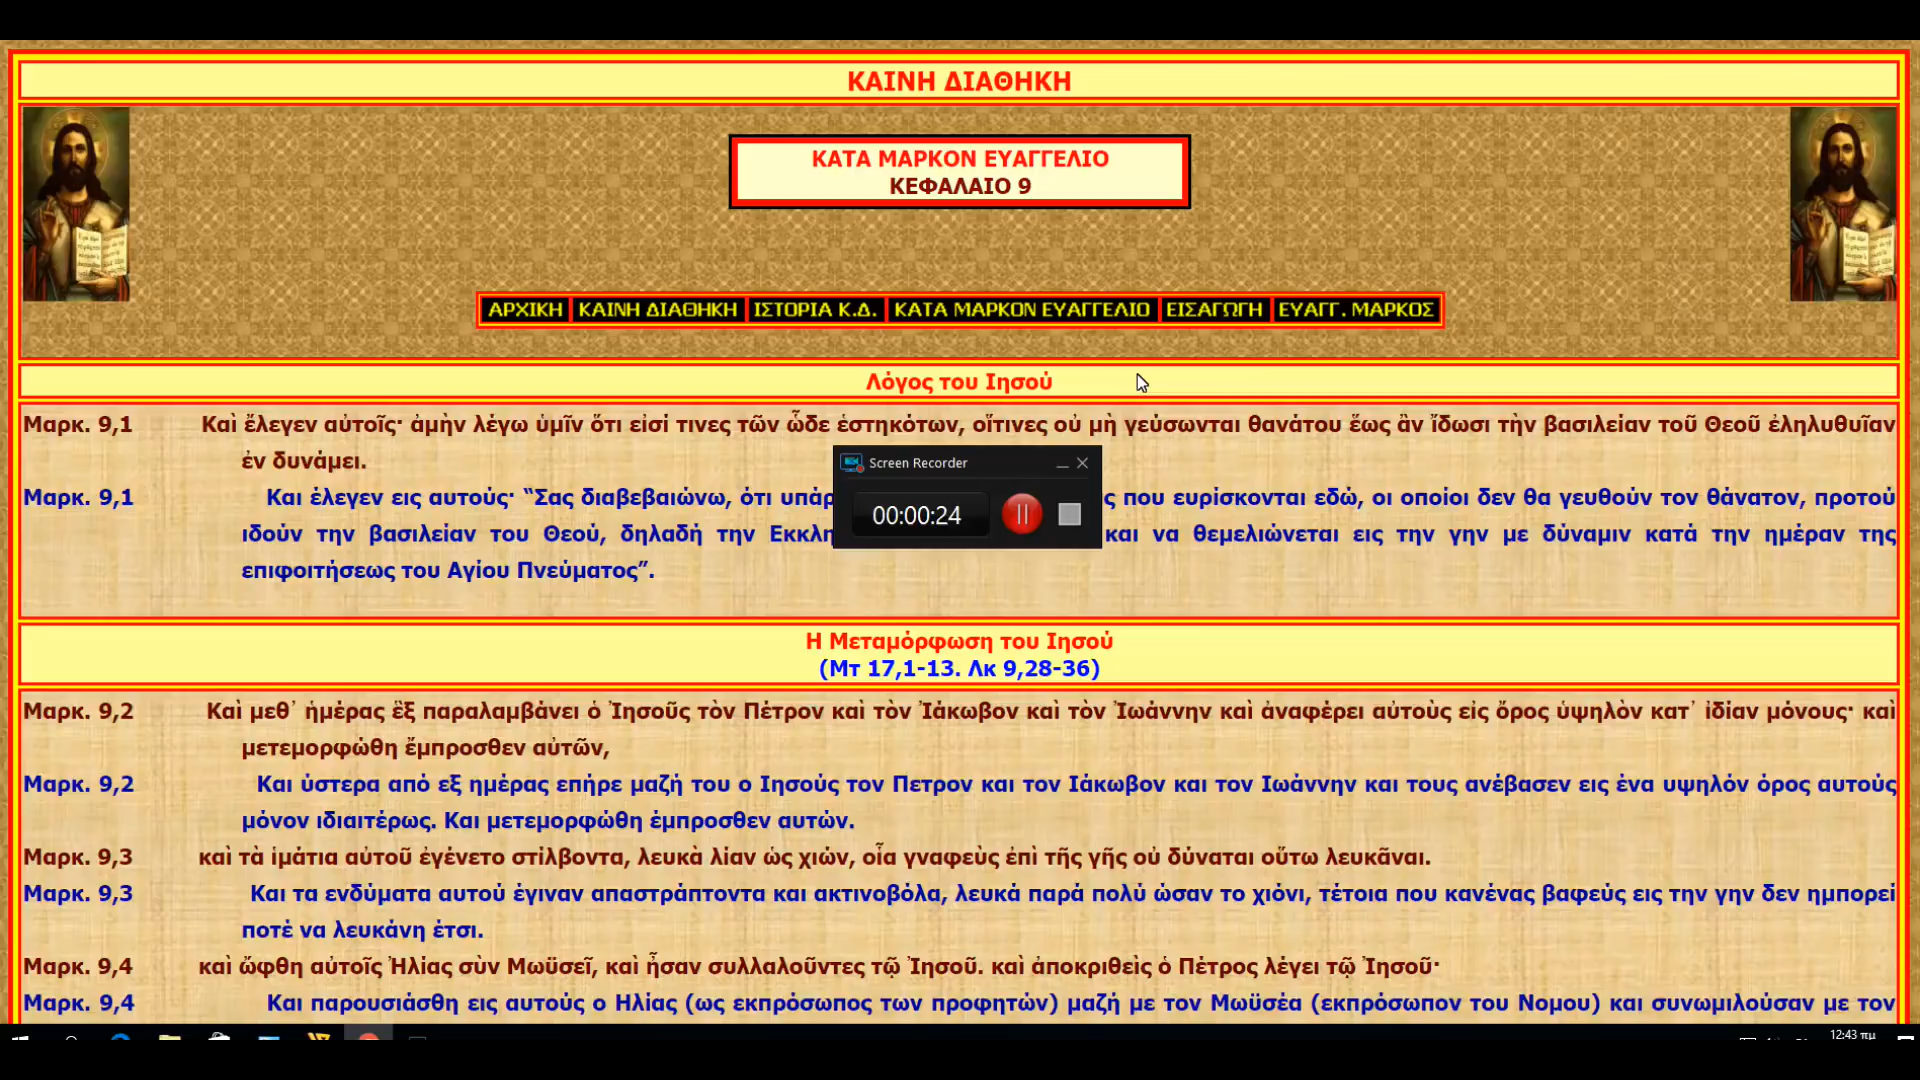 ΚΑΙΝΗ ΔΙΑΘΗΚΗ
ΚΑΤΑ ΜΑΡΚΟΝ ΕΥΑΓΓΕΛΙΟ
ΚΕΦΑΛΑΙΟ 9
ΑΡΧΙΚΗ ΚΑΙΝΗ ΔΙΑΘΗΚΗ ΙΣΤΟΡΙΑ Κ.Δ. ΚΑΤΑ ΜΑΡΚΟΝ ΕΥΑΓΓΕΛΙΟ ΕΙΣΑΓΩΓΗ ΕΥΑΓΓ. ΜΑΡΚΟΣ
Λόγος του Ιησού
Μαρκ. 9,1 Καὶ ἔλεγεν αὐτοῖς· ἀμὴν λέγω ὑμῖν ὅτι εἰσί τινες τῶν ὧδε ἑστηκότων, οἵτινες οὐ μὴ γεύσωνται θανάτου ἕως ἂν ἴδωσι τὴν βασιλείαν τοῦ Θεοῦ ἐληλυθυῖαν
ἐν δυνάμει.
Μαρκ. 9,1 Και έλεγεν εις αυτούς· “Σας διαβεβαιώνω, ότι υπάρ ς που ευρίσκονται εδώ, οι οποίοι δεν θα γευθούν τον θάνατον, προτού
ιδούν την βασιλείαν του Θεού, δηλαδή την Εκκλη και να θεμελιώνεται εις την γην με δύναμιν κατά την ημέραν της
επιφοιτήσεως του Αγίου Πνεύματος”.
Screen Recorder
00:00:24
Η Μεταμόρφωση του Ιησού
(Μτ 17,1-13. Λκ 9,28-36)
Μαρκ. 9,2 Καὶ μεθ᾿ ἡμέρας ἓξ παραλαμβάνει ὁ Ἰησοῦς τὸν Πέτρον καὶ τὸν Ἰάκωβον καὶ τὸν Ἰωάννην καὶ ἀναφέρει αὐτοὺς εἰς ὄρος ὑψηλὸν κατ᾿ ἰδίαν μόνους· καὶ
μετεμορφώθη ἔμπροσθεν αὐτῶν,
Μαρκ. 9,2 Και ύστερα από εξ ημέρας επήρε μαζή του ο Ιησούς τον Πετρον και τον Ιάκωβον και τον Ιωάννην και τους ανέβασεν εις ένα υψηλόν όρος αυτούς
μόνον ιδιαιτέρως. Και μετεμορφώθη έμπροσθεν αυτών.
Μαρκ. 9,3 καὶ τὰ ἱμάτια αὐτοῦ ἐγένετο στίλβοντα, λευκὰ λίαν ὡς χιών, οἷα γναφεὺς ἐπὶ τῆς γῆς οὐ δύναται οὕτω λευκᾶναι.
Μαρκ. 9,3 Και τα ενδύματα αυτού έγιναν απαστράπτοντα και ακτινοβόλα, λευκά παρά πολύ ώσαν το χιόνι, τέτοια που κανένας βαφεύς εις την γην δεν ημπορεί
ποτέ να λευκάνη έτσι.
Μαρκ. 9,4 καὶ ὤφθη αὐτοῖς Ἠλίας σὺν Μωϋσεῖ, καὶ ἦσαν συλλαλοῦντες τῷ Ἰησοῦ. καὶ ἀποκριθεὶς ὁ Πέτρος λέγει τῷ Ἰησοῦ·
Μαρκ. 9,4 Και παρουσιάσθη εις αυτούς ο Ηλίας (ως εκπρόσωπος των προφητών) μαζή με τον Μωϋσέα (εκπρόσωπον του Νομου) και συνωμιλούσαν με τον
12:43 πμ